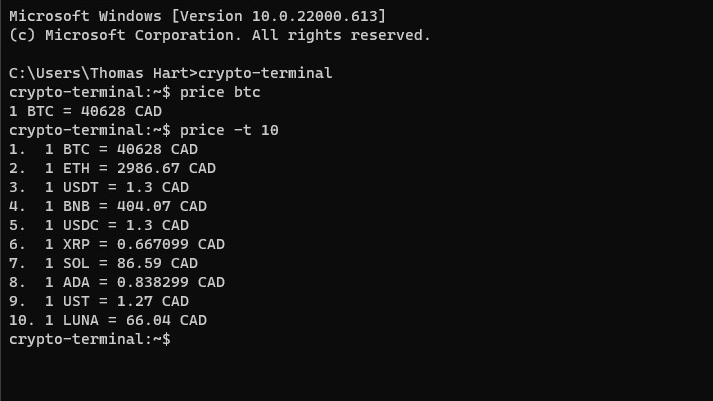 Microsoft Windows [Version 10.0.22000.613]
(c) Microsoft Corporation. All rights reserved.
C:\Users\Thomas Hart>crypto-terminal
crypto-terminal:~$ price btc
1 BTC = 40628 CAD
crypto-terminal:~$ price -t 10
1.  1 BTC = 40628 CAD
2.  1 ETH = 2986.67 CAD
3.  1 USDT = 1.3 CAD
4.  1 BNB = 404.07 CAD
5.  1 USDC = 1.3 CAD
6.  1 XRP = 0.667099 CAD
7.  1 SOL = 86.59 CAD
8.  1 ADA = 0.838299 CAD
9.  1 UST = 1.27 CAD
10. 1 LUNA = 66.04 CAD
crypto-terminal:~$